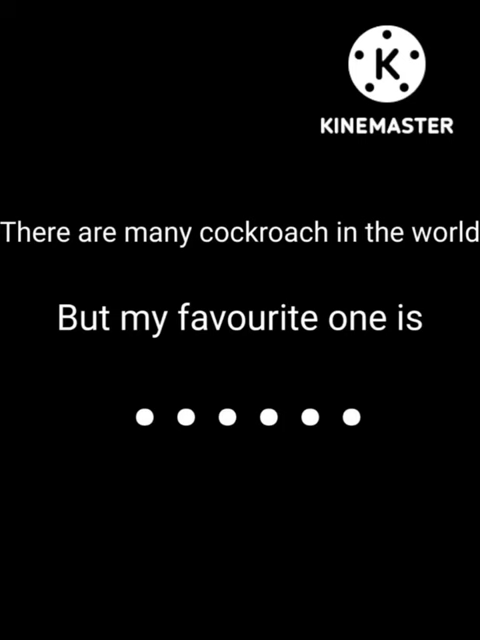 K
KINEMASTER
There are many cockroach in the world
But my favourite one is
● ● ● ● ● ●